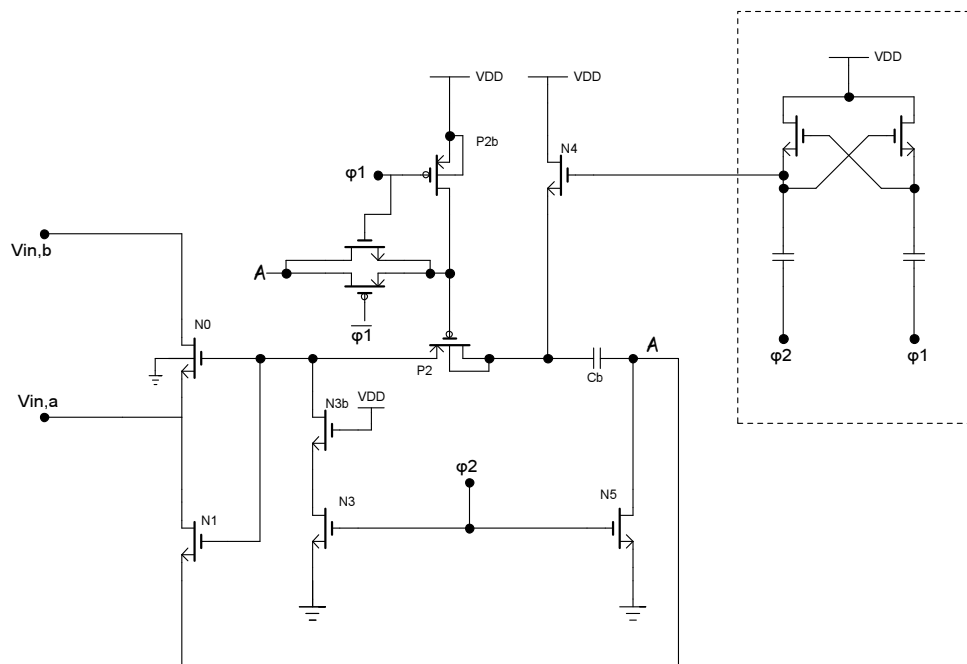 VDD
VDD
VDD
P2b
N4
φ1
Vin,b
A
φ1
N0
P2
Cb
A
φ2
φ1
Vin,a
N3b
VDD
φ2
N1
N3
N5